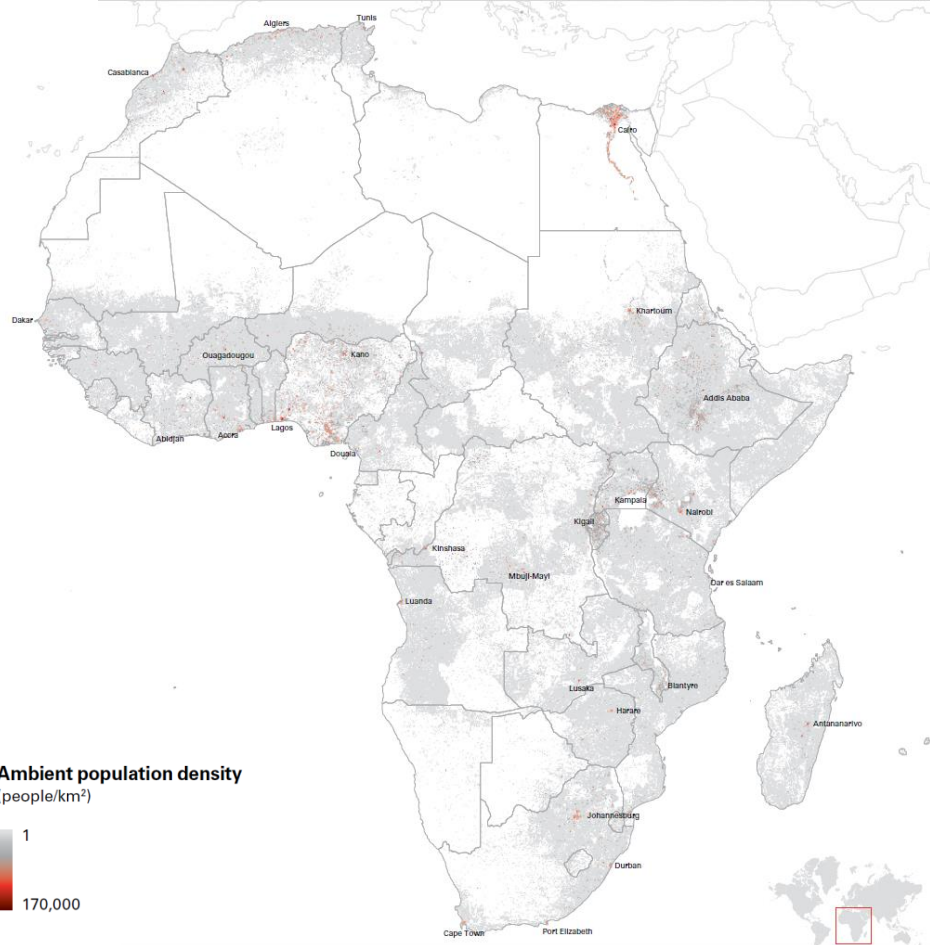 Tunis
Algiers
Casablanca
Cairo
Dakar
Khartoum
Ouagadougou
Kano
Addis Ababa
Abidjan
Accra
Lagos
Douala
Kampala
Nairobi
Kigali
Kinshasa
Mbuji-Mayi
Dar es Salaam
Luanda
Lusaka
Blantyre
Harare
Antananarivo
Johannesburg
Durban
Cape Town
Port Elizabeth
Ambient population density
(people/km²)
1
170,000